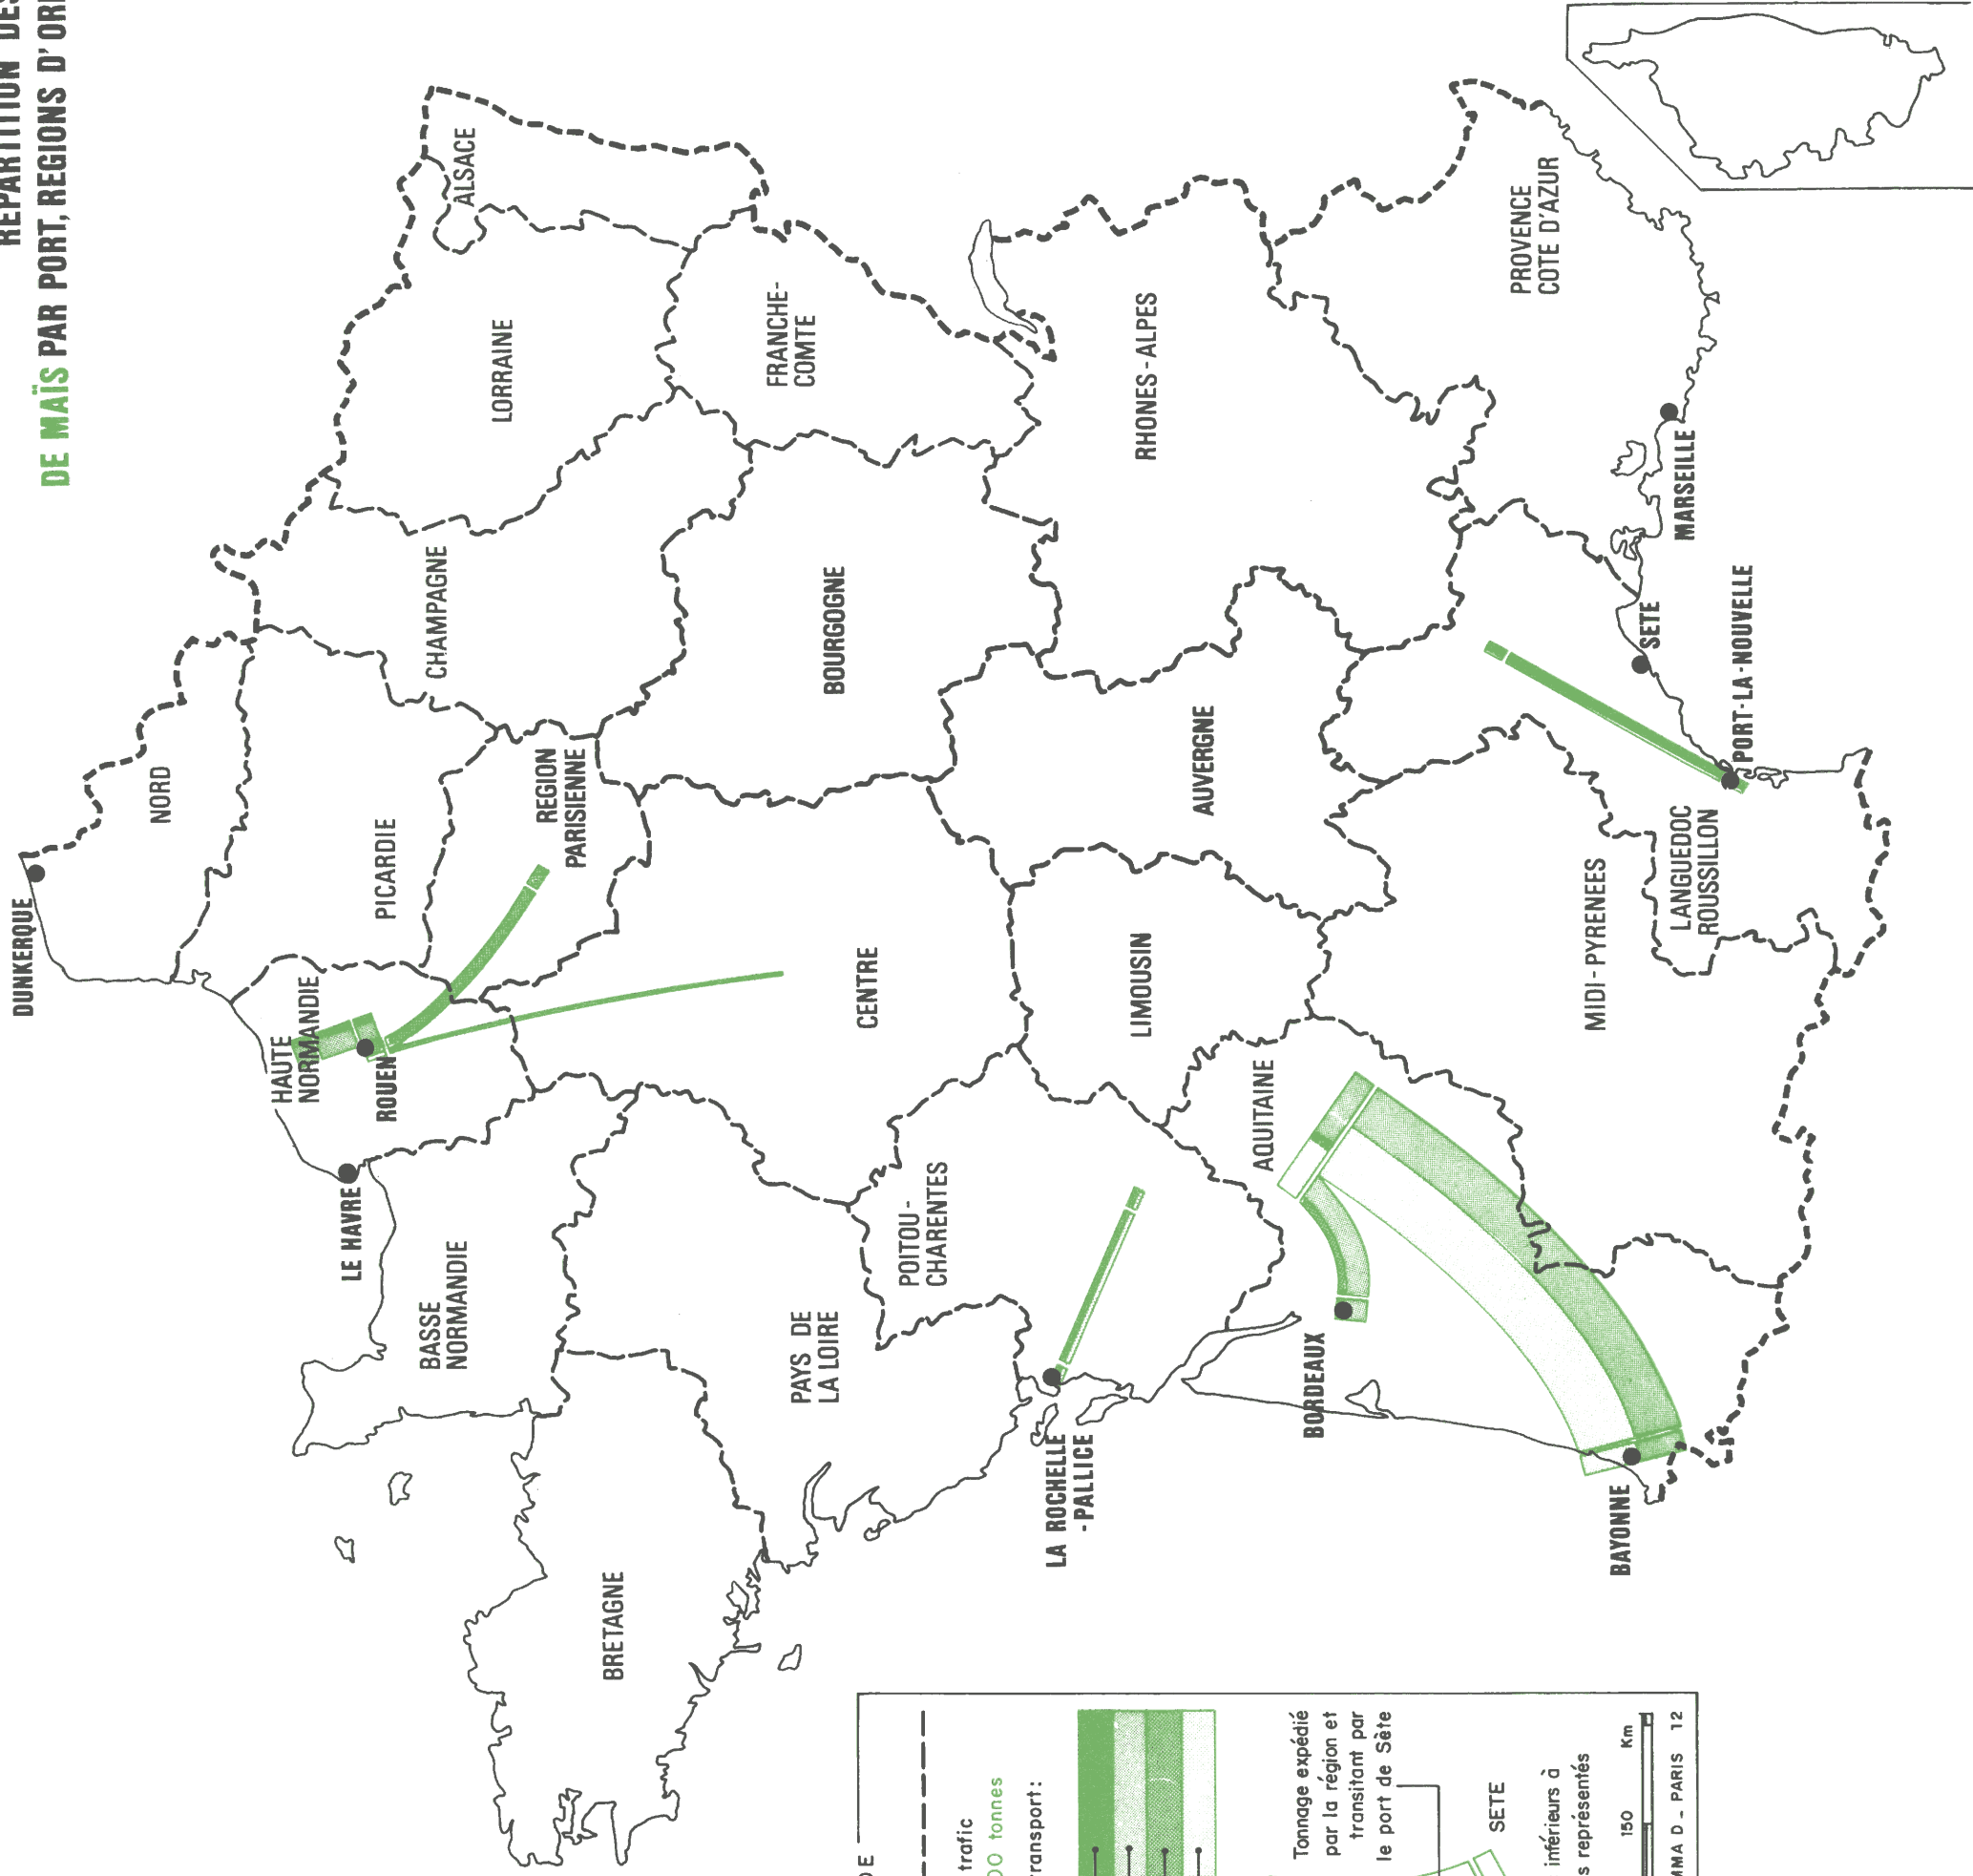 DE MAÏS PAR PORT, REGIONS D'
DUNKERQUE
NORD
PICARDIE
HAUTE
NORMANDIE
ROUEN
LE HAVRE
BASSE
NORMANDIE
REGION
PARISIENNE
CHAMPAGNE
LORRAINE
ALSACE
FRANCHE-
COMTE
BOURGOGNE
CENTRE
PAYS DE
LA LOIRE
BRETAGNE
POITOU-
CHARENTES
LA ROCHELLE
-PALLICE
LIMOUSIN
AUVERGNE
RHONES-ALPES
AQUITAINE
BORDEAUX
BAYONNE
MIDI-PYRENEES
LANGUEDOC
ROUSSILLON
PORT-LA-NOUVELLE
SETE
MARSEILLE
PROVENCE
COTE D'AZUR
trafic
tonnes
Tonnage expédié
par la région et
transitant par
le port de Sète
SETE
inférieurs à
représentés
150 Km
D_ PARIS 12